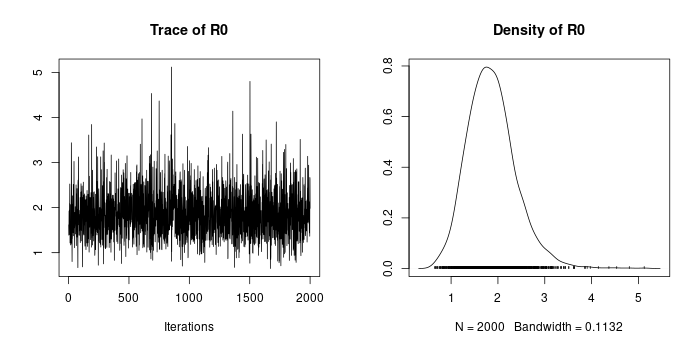 Trace of R0
5
4
3
2
1
0 500 1000 1500 2000
Iterations
Density of R0
0.8
0.6
0.4
0.2
0.0
1 2 3 4 5
N = 2000 Bandwidth = 0.1132